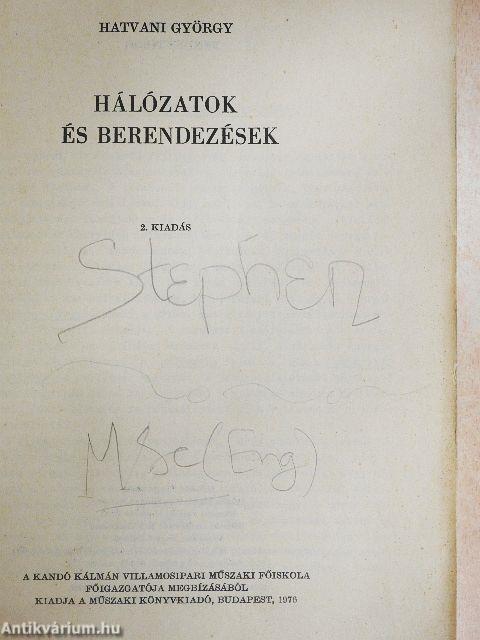 HATVANI GYÖRGY
HÁLÓZATOK
ÉS BERENDEZÉSEK
2. KIADÁS
Stephen
MSc (Eng)
A KANDÓ KÁLMÁN VILLAMOSIPARI MŰSZAKI FŐISKOLA
FŐIGAZGATÓJA MEGBÍZÁSÁBÓL
KIADJA A MŰSZAKI KÖNYVKIADÓ, BUDAPEST, 1976
Antikvárium.hu